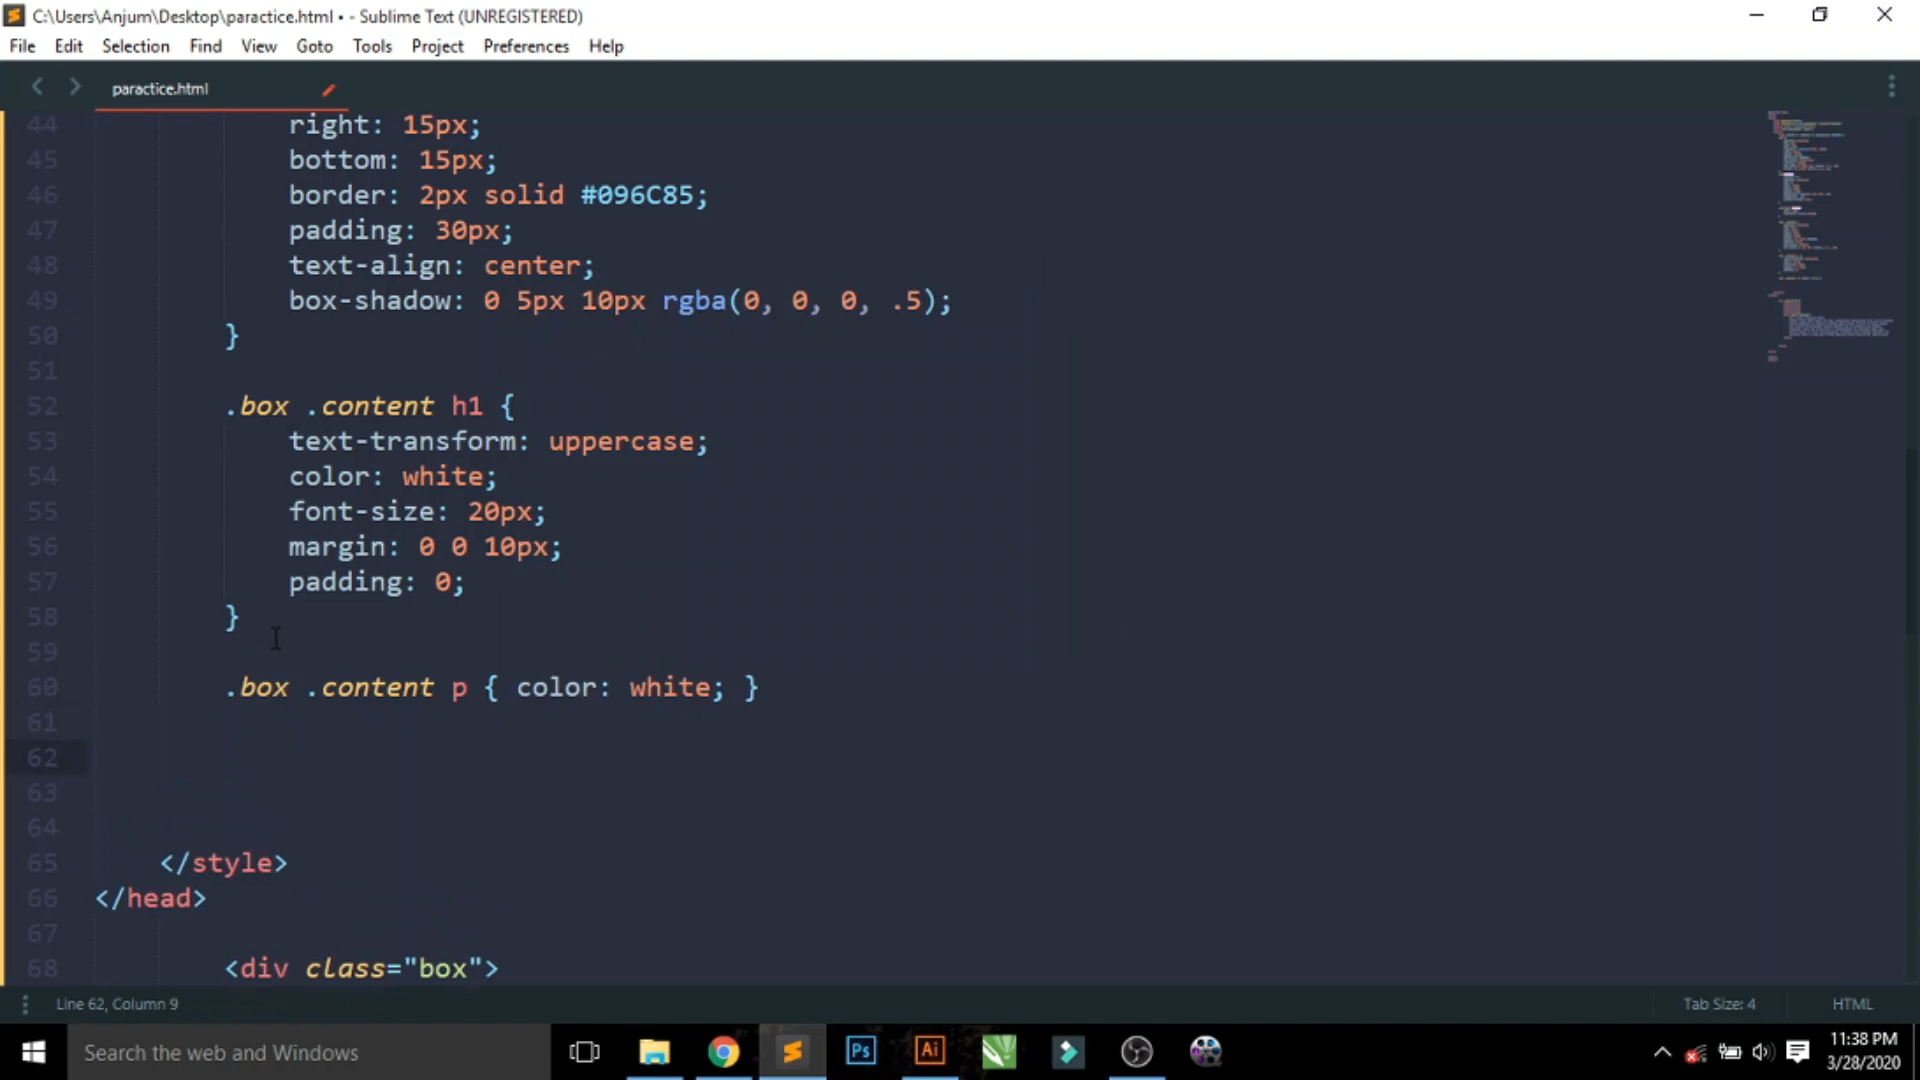 C:\Users\Anjum\Desktop\paractice.html • - Sublime Text (UNREGISTERED)
File Edit Selection Find View Goto Tools Project Preferences Help
paractice.html
44 right: 15px;
45 bottom: 15px;
46 border: 2px solid #096C85;
47 padding: 30px;
48 text-align: center;
49 box-shadow: 0 5px 10px rgba(0, 0, 0, .5);
50 }
51
52 .box .content h1 {
53 text-transform: uppercase;
54 color: white;
55 font-size: 20px;
56 margin: 0 0 10px;
57 padding: 0;
58 }
59
60 .box .content p { color: white; }
61
62
63
64
65 </style>
66 </head>
67
68 <div class="box">
Line 62, Column 9 Tab Size: 4 HTML
Search the web and Windows
Ps
Ai
11:38 PM
3/28/2020